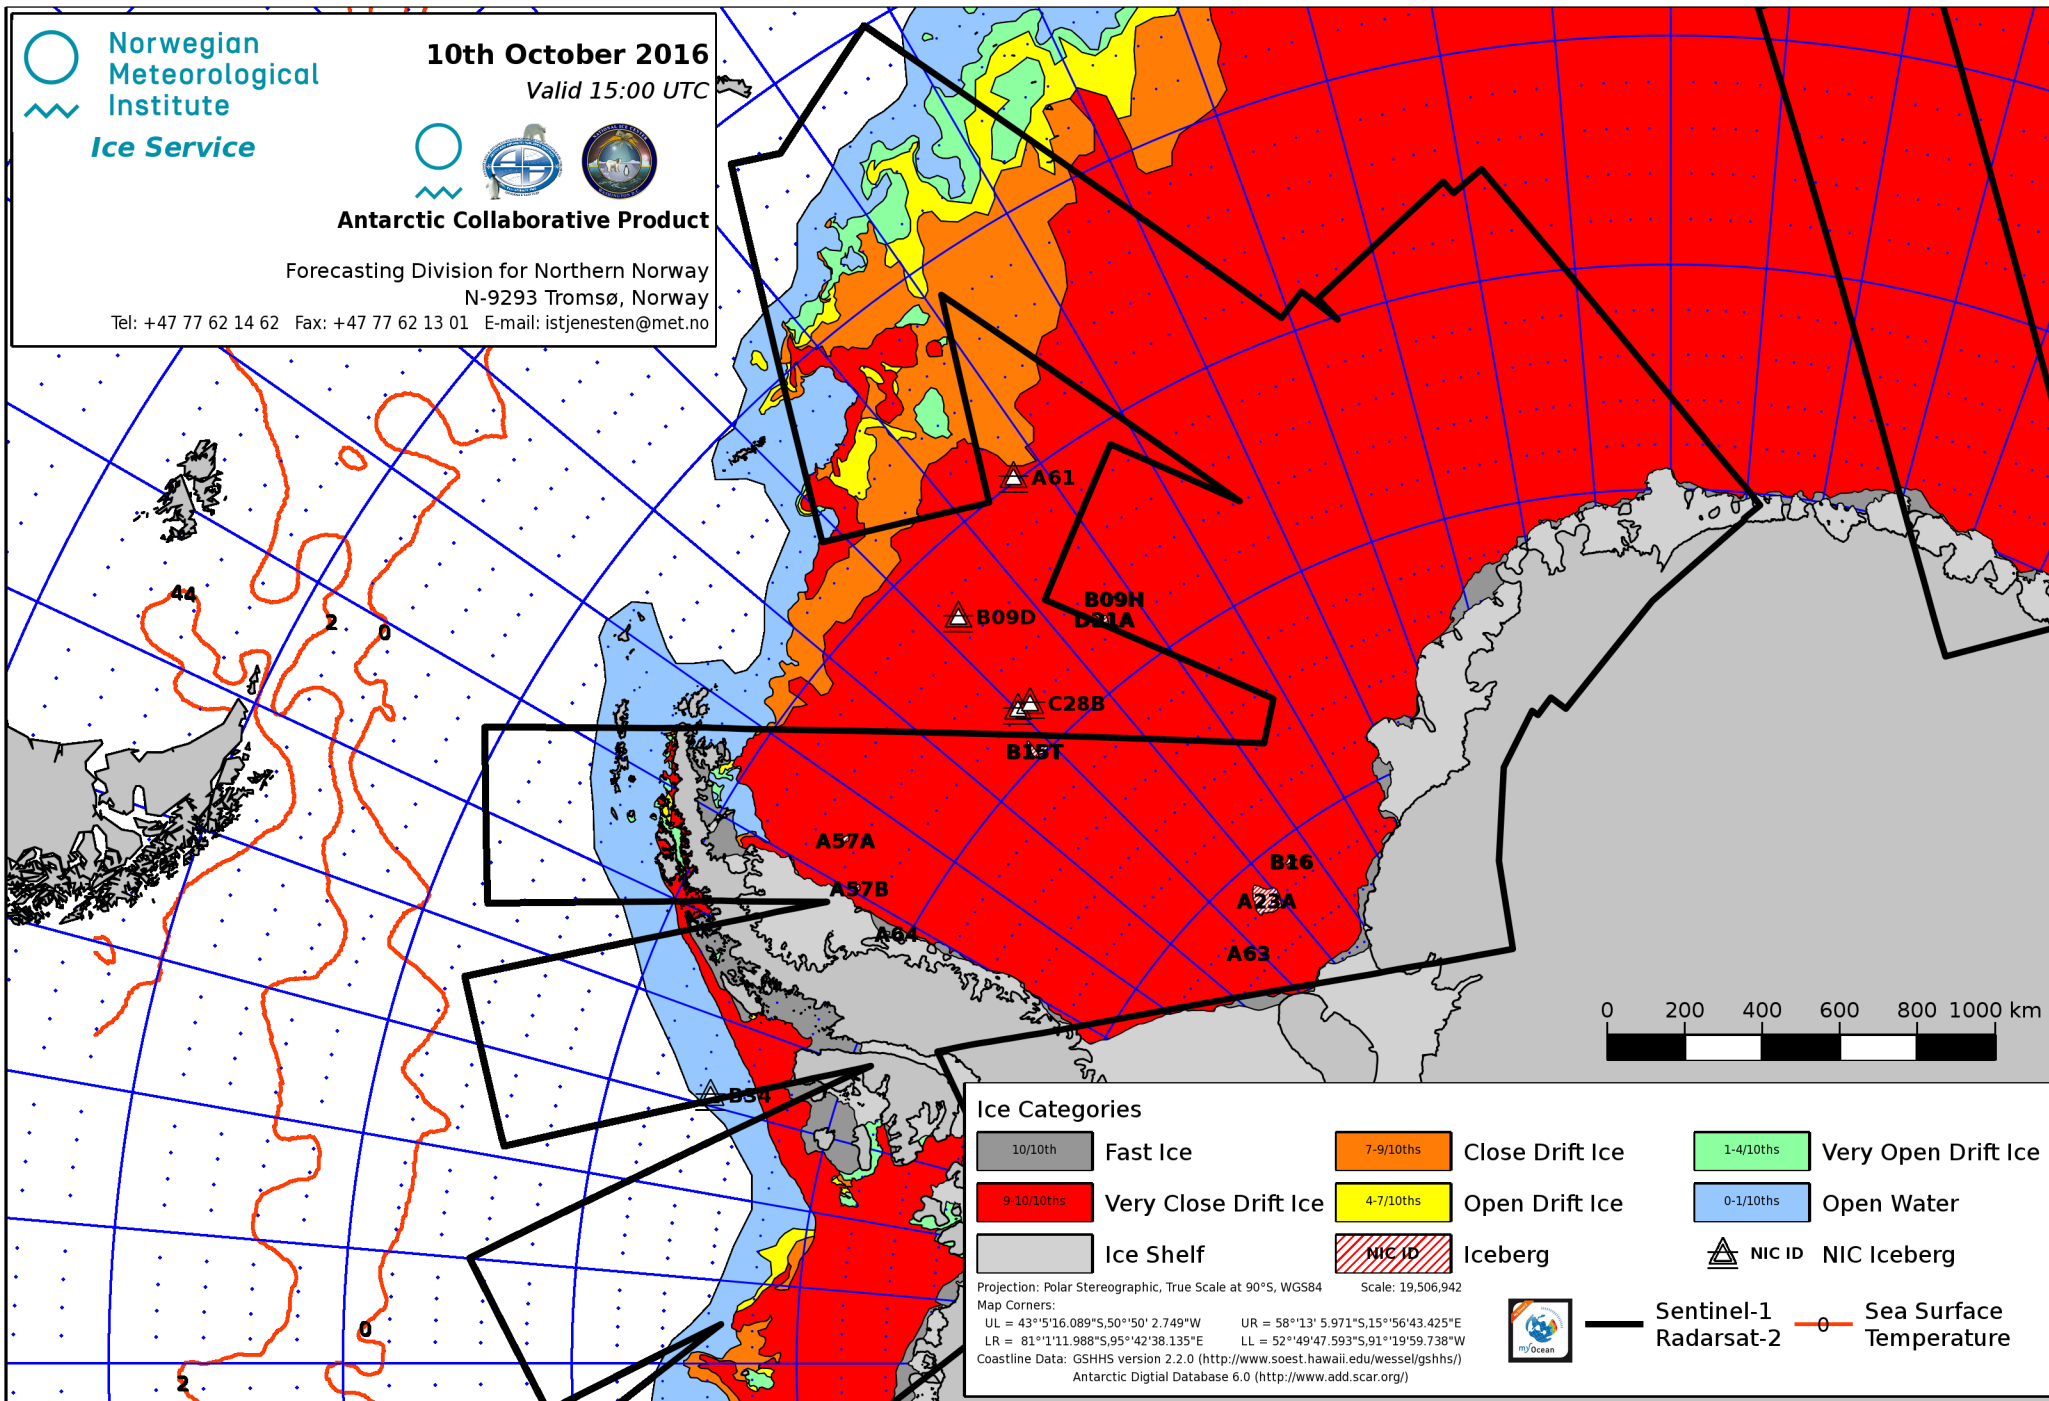 Norwegian
Meteorological
Institute
Ice Service
10th October 2016
Valid 15:00 UTC
Antarctic Collaborative Product
Forecasting Division for Northern Norway
N-9293 Tromsø, Norway
Tel: +47 77 62 14 62 Fax: +47 77 62 13 01 E-mail: istjenesten@met.no
A61
B09H
D21A
B09D
C28B
B15T
A57A
A57B
A64
B16
A23A
A63
B34
44
2
0
0
2
0 200 400 600 800 1000 km
Ice Categories
10/10th Fast Ice
7-9/10ths Close Drift Ice
1-4/10ths Very Open Drift Ice
9-10/10ths Very Close Drift Ice
4-7/10ths Open Drift Ice
0-1/10ths Open Water
Ice Shelf
NIC ID Iceberg
NIC ID NIC Iceberg
Projection: Polar Stereographic, True Scale at 90°S, WGS84 Scale: 19,506,942
Map Corners:
UL = 43°'5'16.089"S,50°'50' 2.749"W UR = 58°'13' 5.971"S,15°'56'43.425"E
LR = 81°'1'11.988"S,95°'42'38.135"E LL = 52°'49'47.593"S,91°'19'59.738"W
Coastline Data: GSHHS version 2.2.0 (http://www.soest.hawaii.edu/wessel/gshhs/)
Antarctic Digtial Database 6.0 (http://www.add.scar.org/)
myOcean
Sentinel-1
Radarsat-2
0 Sea Surface
Temperature